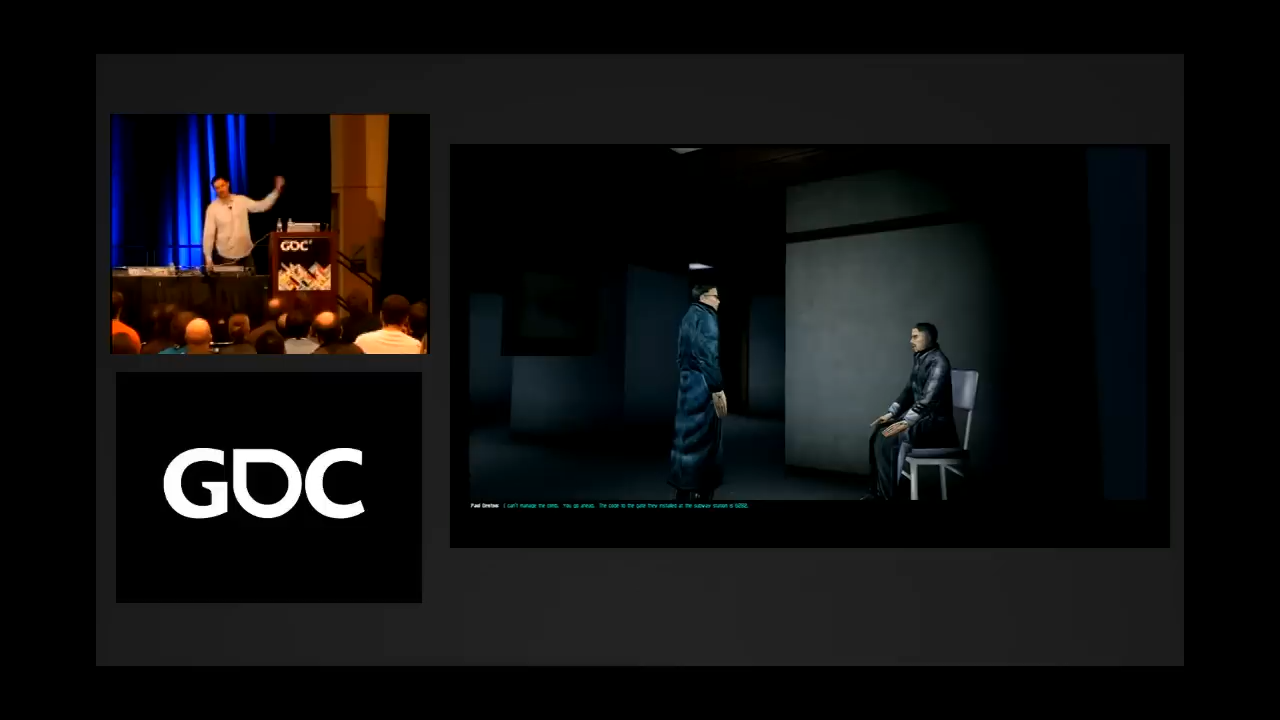 GDC
GDC
Paul Denton: I can't manage the climb. You go ahead. The code to the gate they installed at the subway station is 6282.